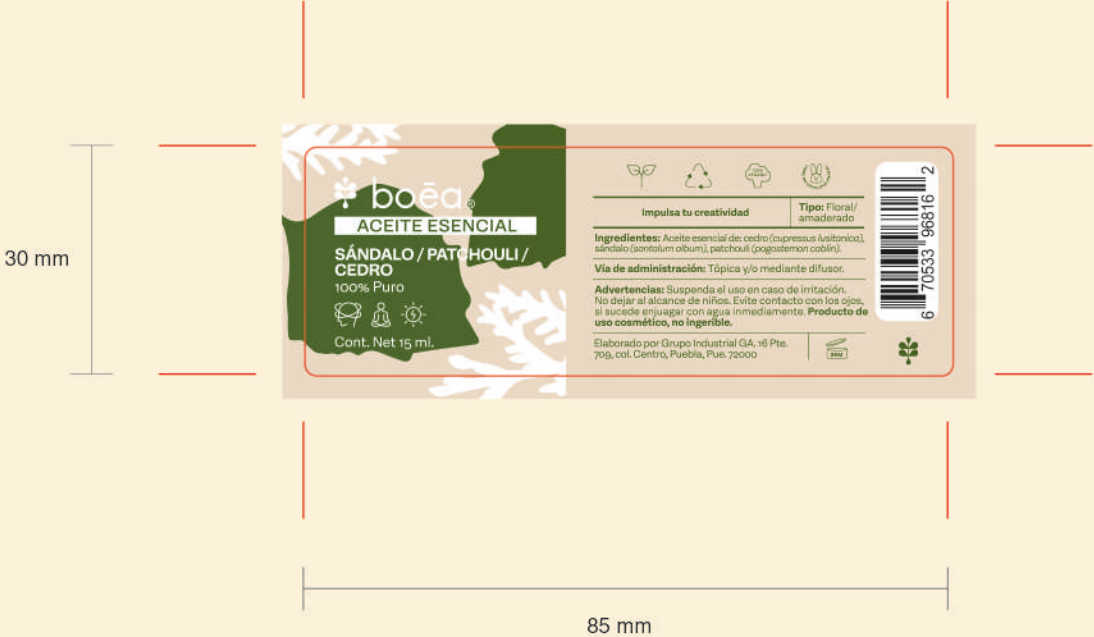 30 mm
boēa®
ACEITE ESENCIAL
SÁNDALO / PATCHOULI /
CEDRO
100% Puro
Cont. Net 15 ml.
Impulsa tu creatividad
Tipo: Floral/
amaderado
Ingredientes: Aceite esencial de: cedro (cupressus lusitanica),
sándalo (santalum album), patchouli (pogostemon cablin).
Vía de administración: Tópica y/o mediante difusor.
Advertencias: Suspenda el uso en caso de irritación.
No dejar al alcance de niños. Evite contacto con los ojos,
si sucede enjuagar con agua inmediamente. Producto de
uso cosmético, no ingerible.
Elaborado por Grupo Industrial GA. 16 Pte.
709, col. Centro, Puebla, Pue. 72000
6 70533 96816 2
85 mm